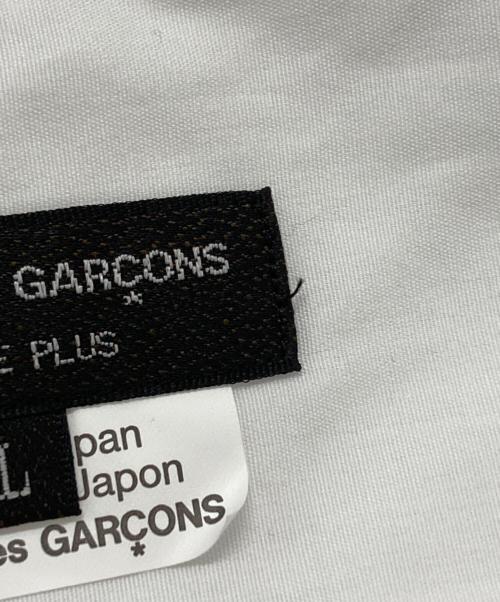 GARÇONS
*
E PLUS
L
pan
Japon
es GARÇONS
*